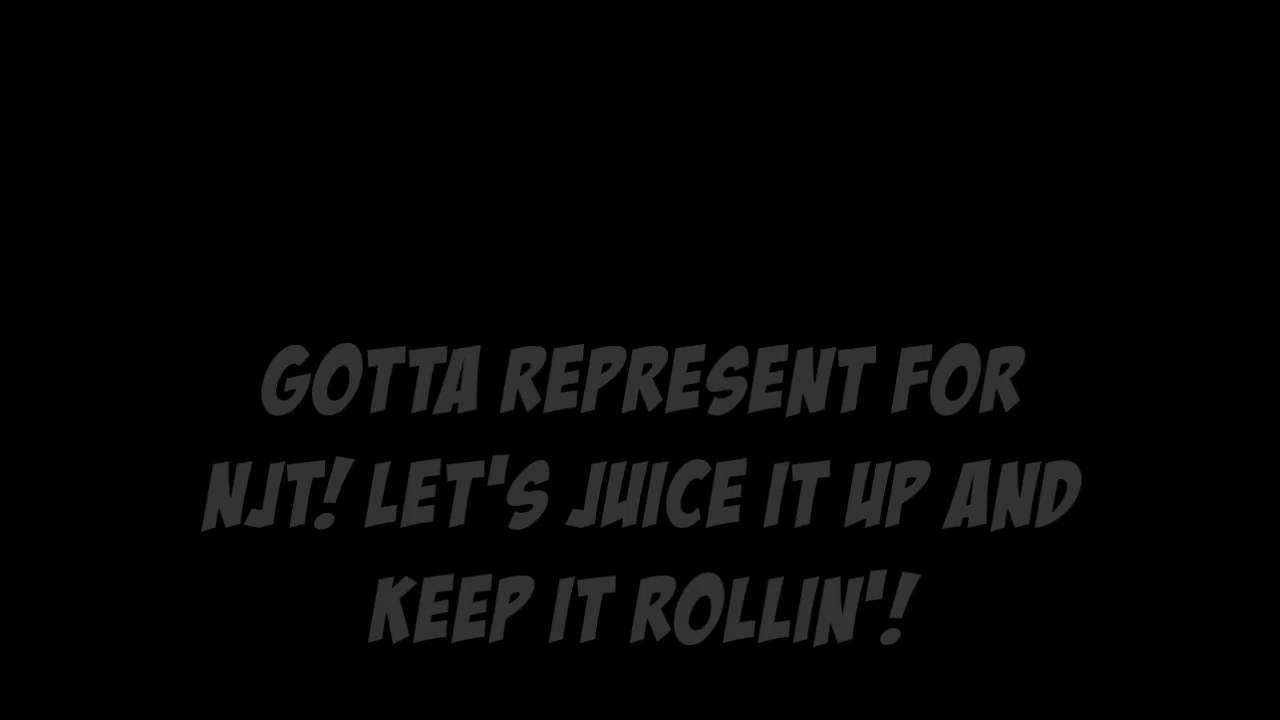 GOTTA REPRESENT FOR
NJT! LET'S JUICE IT UP AND
KEEP IT ROLLIN'!